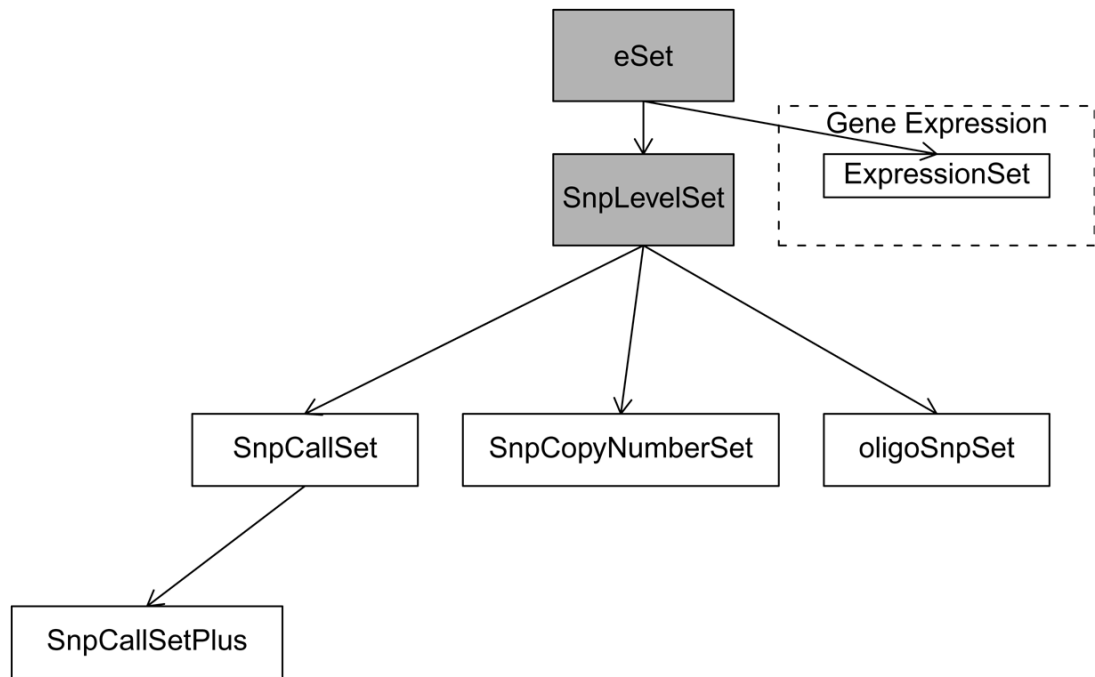 eSet
Gene Expression
ExpressionSet
SnpLevelSet
SnpCallSet
SnpCopyNumberSet
oligoSnpSet
SnpCallSetPlus